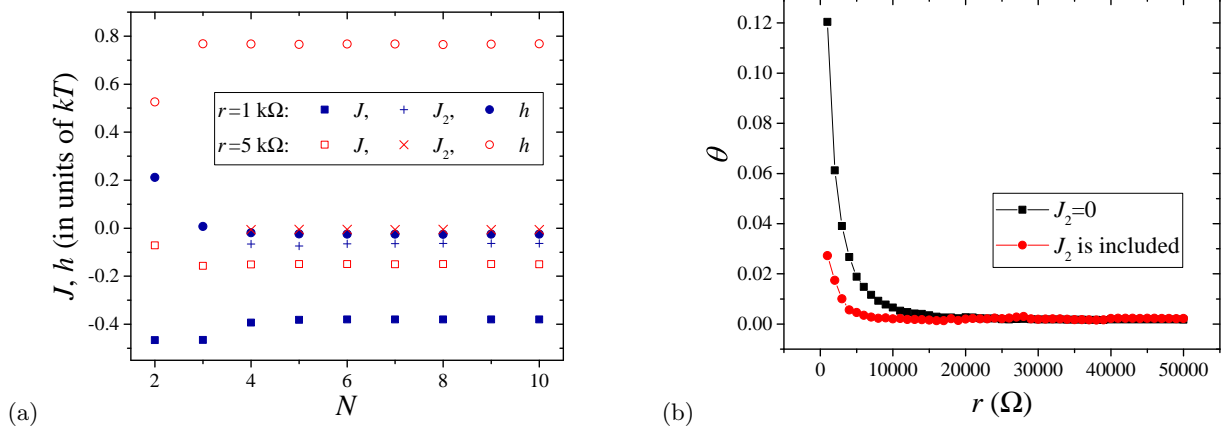 0.8
0.6
0.4
0.2
0.0
-0.2
-0.4
J, h (in units of kT)
r=1 kΩ: J, J₂, h
r=5 kΩ: J, J₂, h
2 4 6 8 10
N
(a)
0.12
0.10
0.08
0.06
0.04
0.02
0.00
θ
J₂=0
J₂ is included
0 10000 20000 30000 40000 50000
r (Ω)
(b)